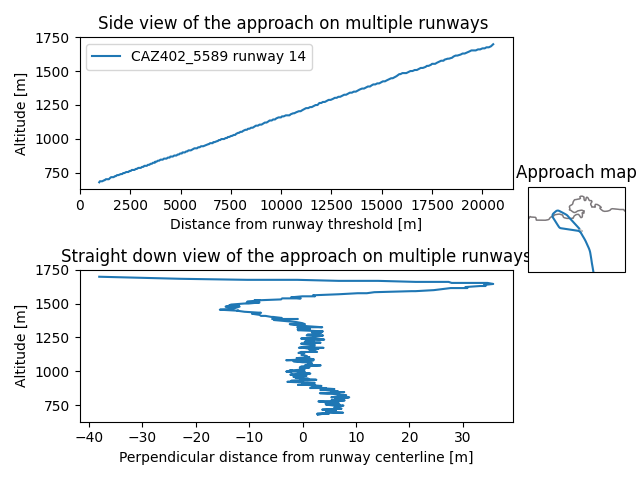 Side view of the approach on multiple runways
Altitude [m]
1750
1500
1250
1000
750
CAZ402_5589 runway 14
0 2500 5000 7500 10000 12500 15000 17500 20000
Distance from runway threshold [m]
Approach map
Straight down view of the approach on multiple runways
Altitude [m]
1750
1500
1250
1000
750
−40 −30 −20 −10 0 10 20 30
Perpendicular distance from runway centerline [m]